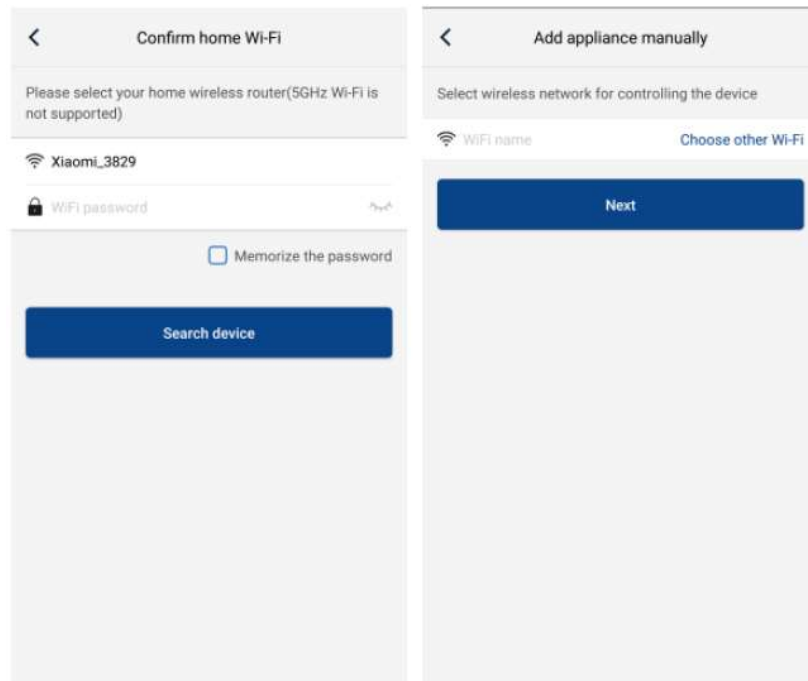 Confirm home Wi-Fi
Please select your home wireless router(5GHz Wi-Fi is
not supported)
Xiaomi_3829
WiFi password
Memorize the password
Search device
Add appliance manually
Select wireless network for controlling the device
WiFi name Choose other Wi-Fi
Next